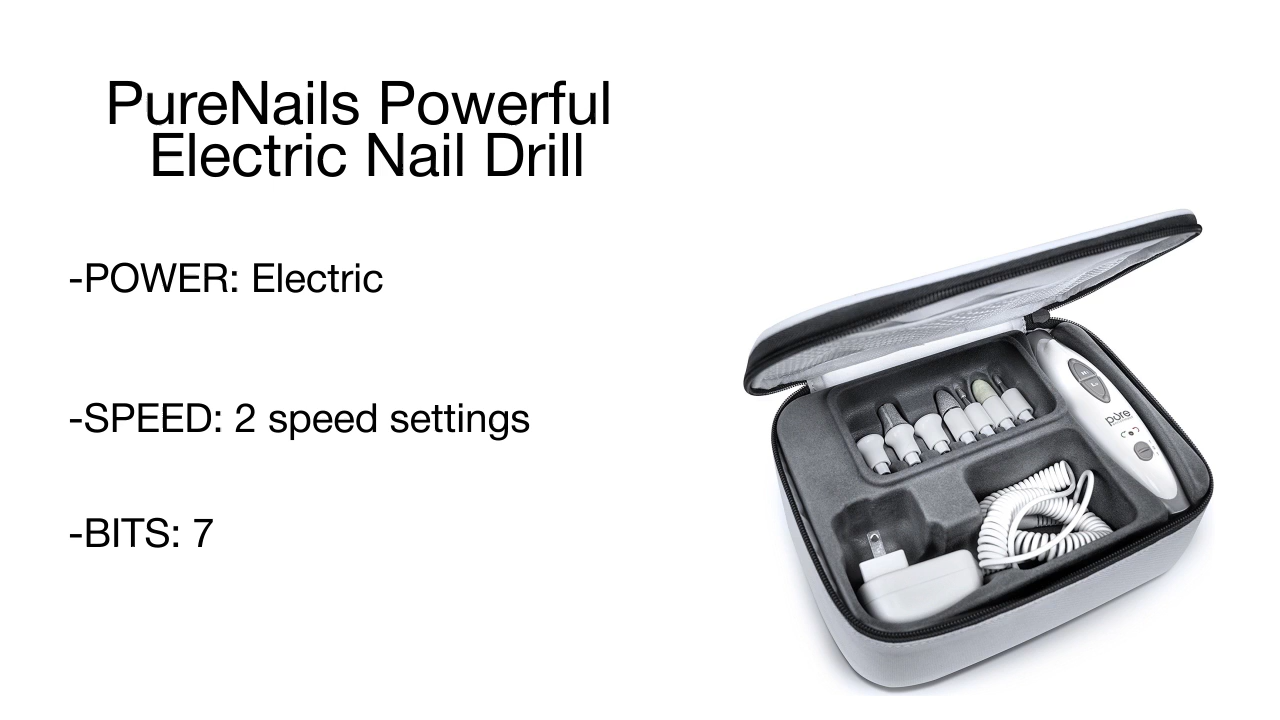 PureNails Powerful
Electric Nail Drill
-POWER: Electric
-SPEED: 2 speed settings
-BITS: 7
pure